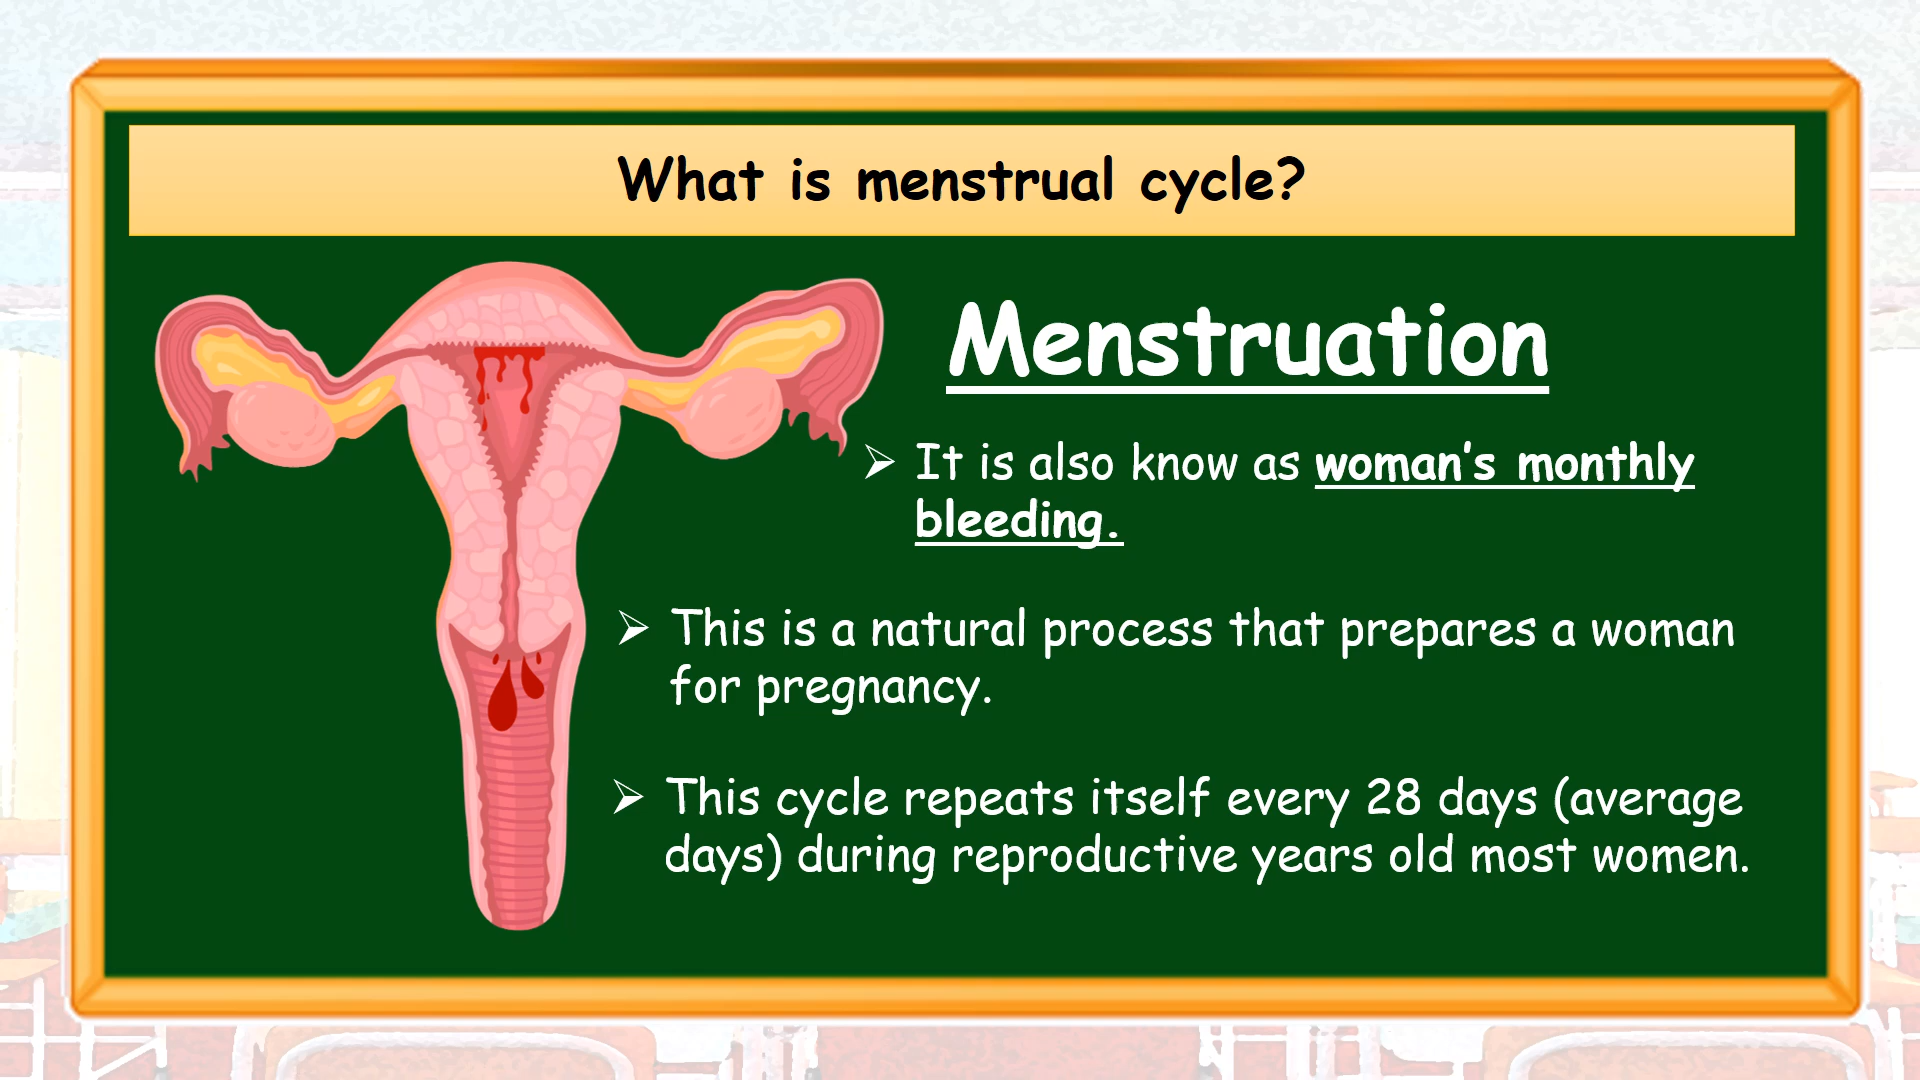 What is menstrual cycle?
Menstruation
➢ It is also know as woman's monthly
bleeding.
➢ This is a natural process that prepares a woman
for pregnancy.
➢ This cycle repeats itself every 28 days (average
days) during reproductive years old most women.